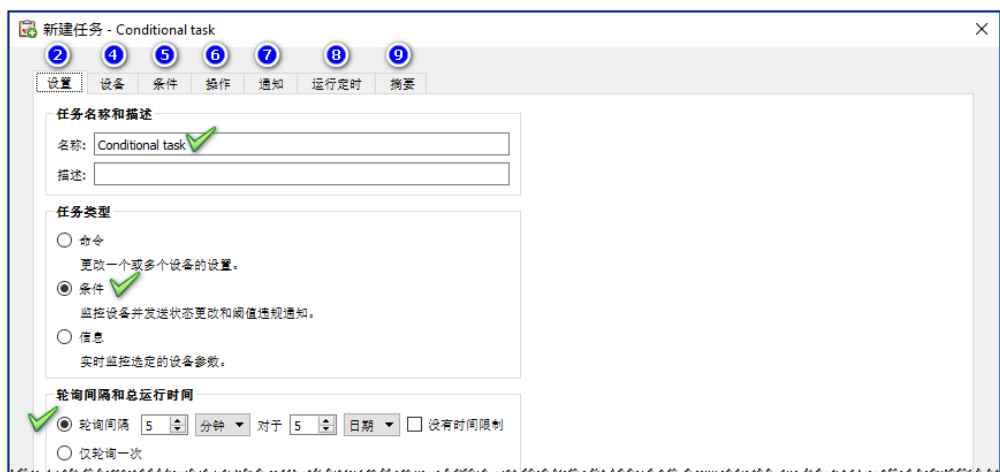 新建任务 - Conditional task
2 4 5 6 7 8 9
设置 设备 条件 操作 通知 运行定时 摘要
任务名称和描述
名称: Conditional task
描述:
任务类型
命令
更改一个或多个设备的设置。
条件
监控设备并发送状态更改和阈值违规通知。
信息
实时监控选定的设备参数。
轮询间隔和总运行时间
轮询间隔 5 分钟 对于 5 日期 没有时间限制
仅轮询一次